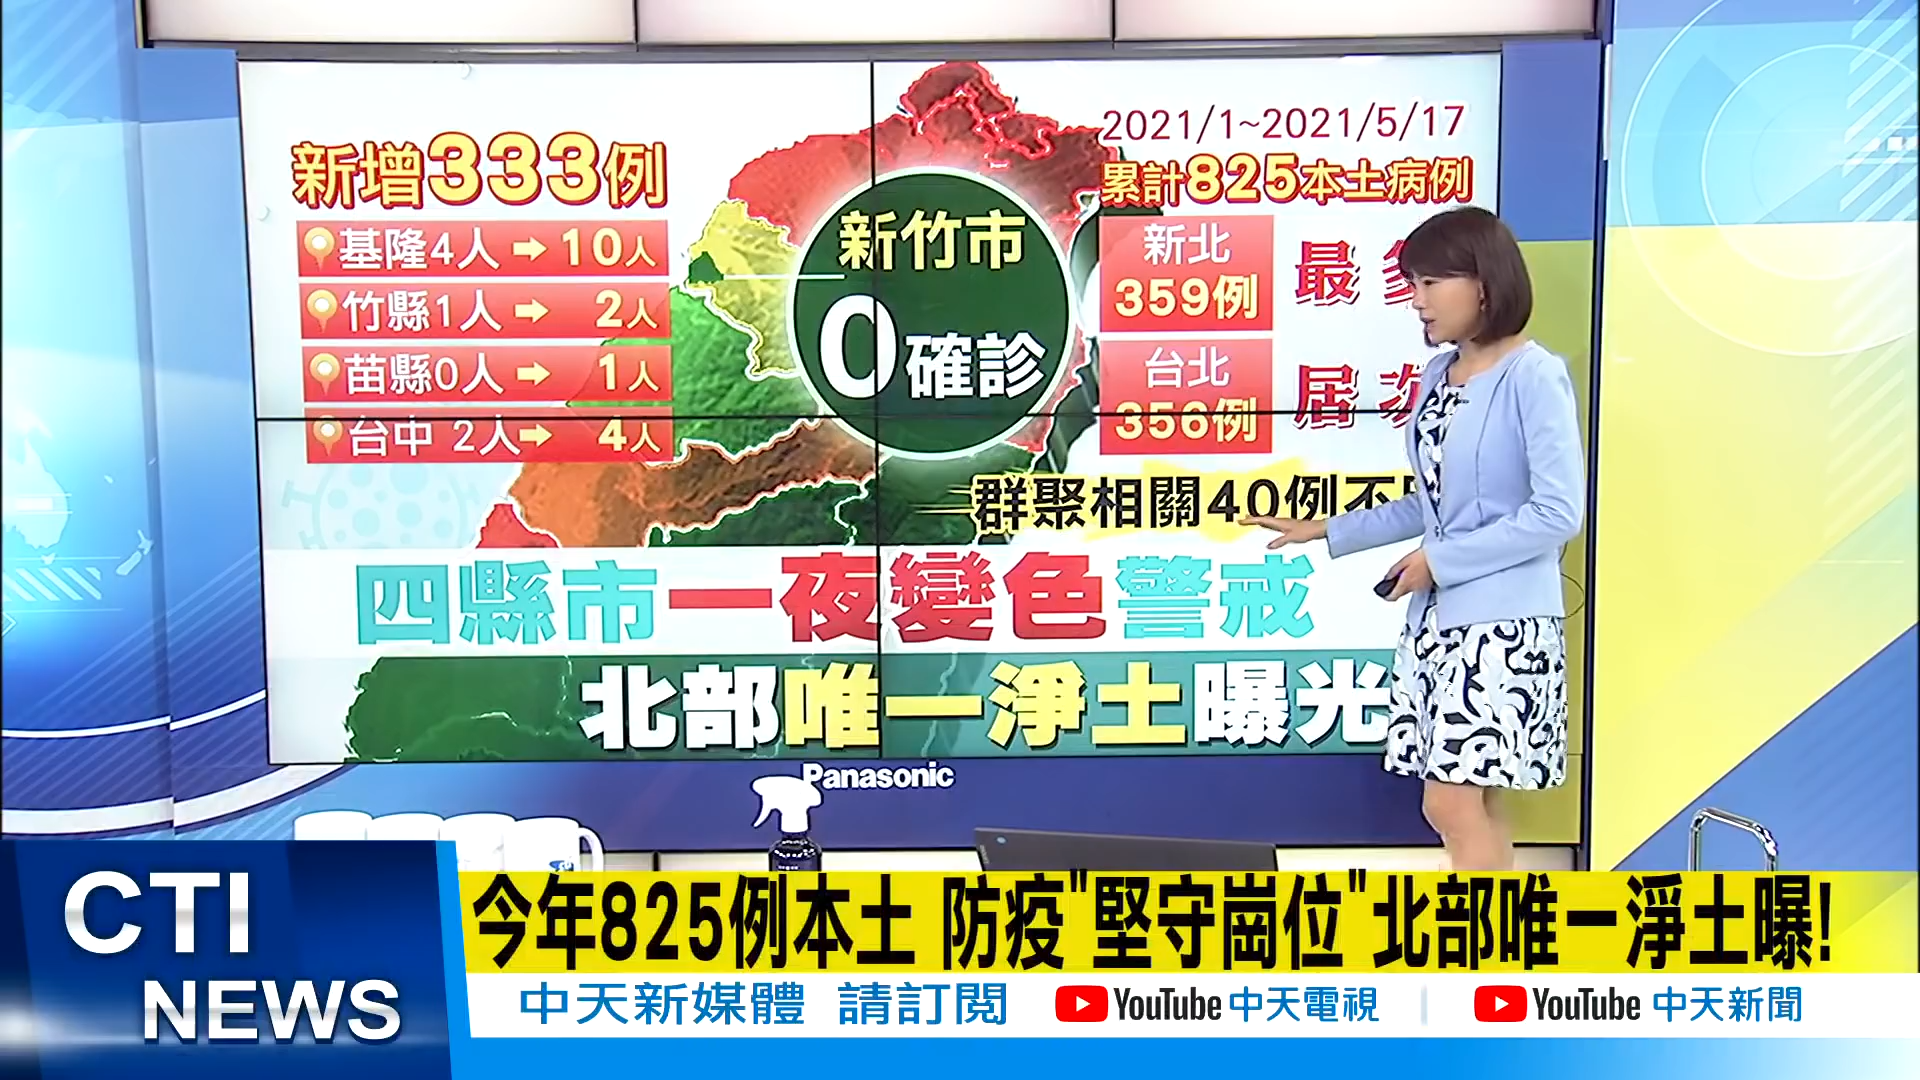 新增333例
基隆4人➡10人
竹縣1人➡2人
苗縣0人➡1人
台中 2人➡4人
新竹市
0確診
2021/1~2021/5/17
累計825本土病例
新北
359例
最
台北
356例
居
群聚相關40例不
四縣市一夜變色警戒
北部唯一淨土曝光
Panasonic
CTI
NEWS
今年825例本土 防疫"堅守崗位"北部唯一淨土曝!
中天新媒體 請訂閱 YouTube 中天電視 | YouTube 中天新聞